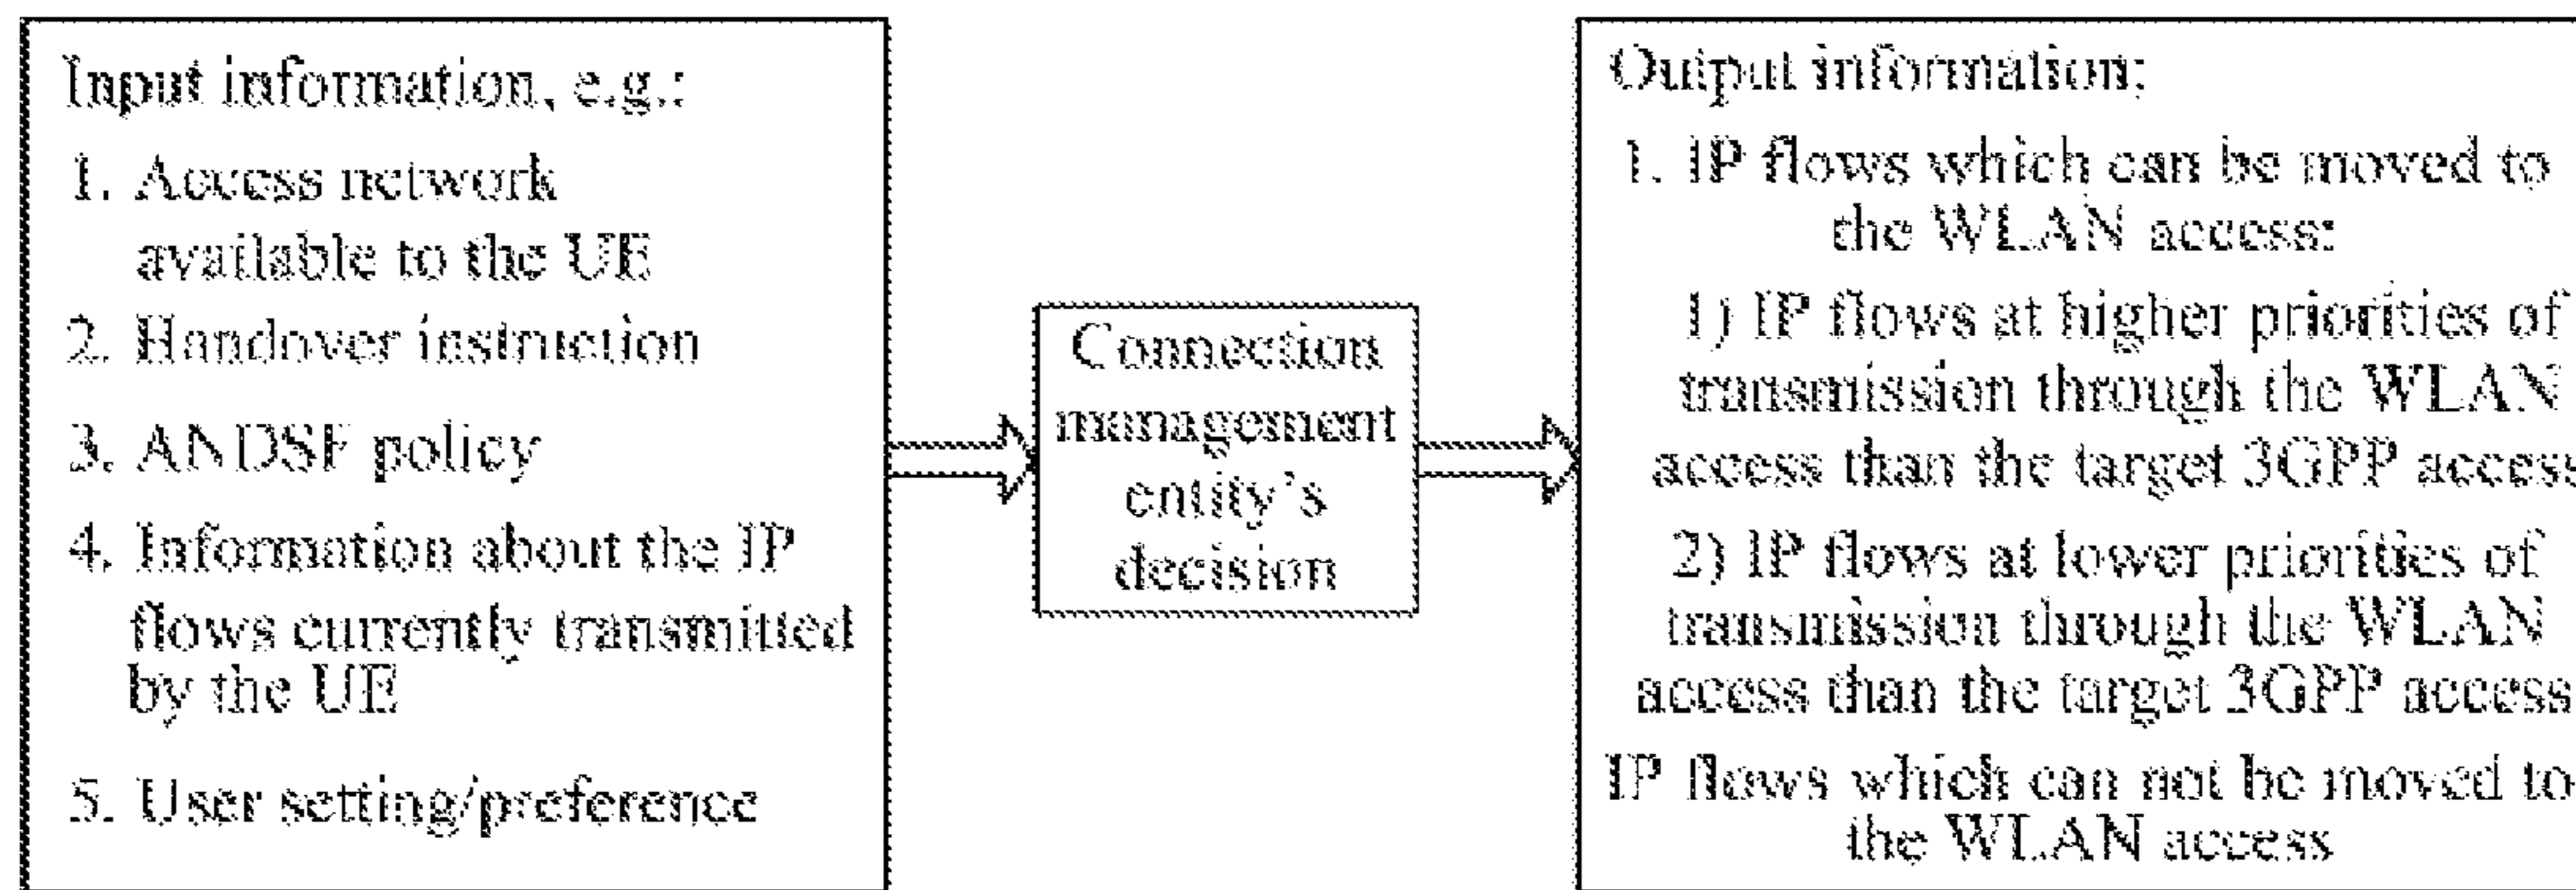 Input information, e.g.:
1. Access network
available to the UE
2. Handover instruction
3. ANDSF policy
4. Information about the IP
flows currently transmitted
by the UE
5. User setting/preference
Connection
management
entity's
decision
Output information:
1. IP flows which can be moved to
the WLAN access:
1) IP flows at higher priorities of
transmission through the WLAN
access than the target 3GPP access
2) IP flows at lower priorities of
transmission through the WLAN
access than the target 3GPP access
IP flows which can not be moved to
the WLAN access